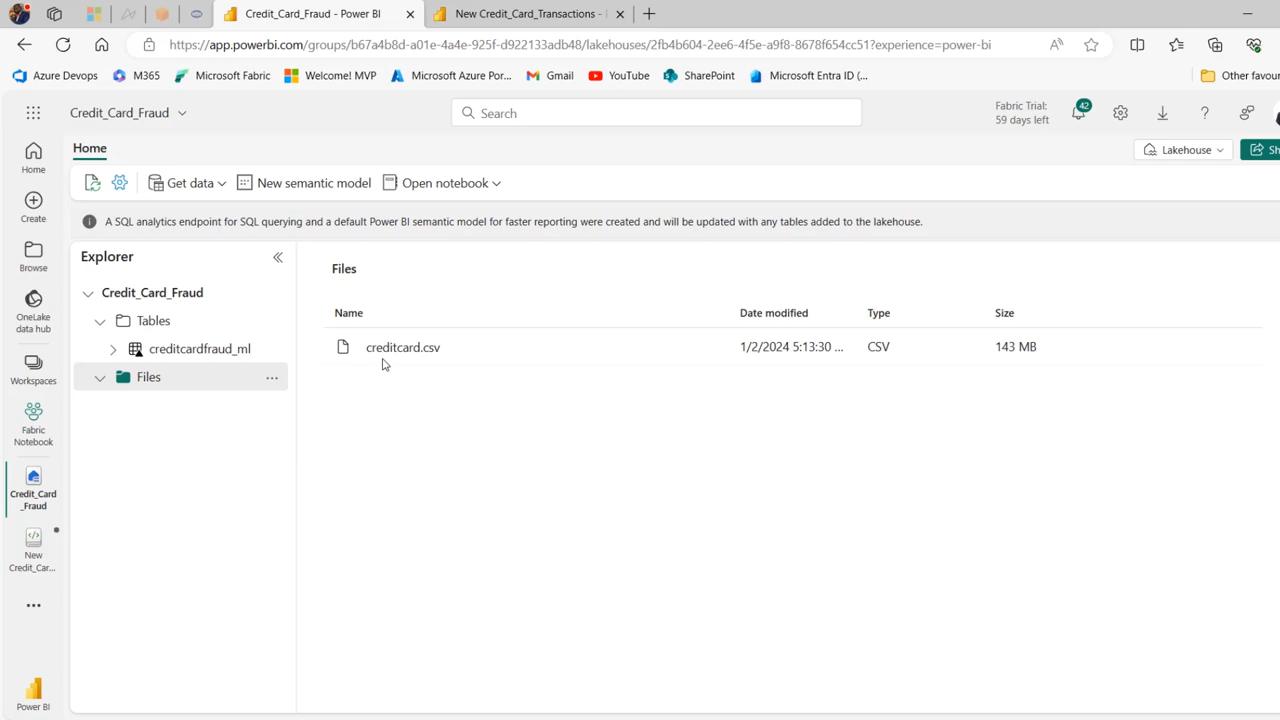 Credit_Card_Fraud - Power BI
New Credit_Card_Transactions -
https://app.powerbi.com/groups/b67a4b8d-a01e-4a4e-925f-d922133adb48/lakehouses/2fb4b604-2ee6-4f5e-a9f8-8678f654cc51?experience=power-bi
Azure Devops
M365
Microsoft Fabric
Welcome! MVP
Microsoft Azure Por...
Gmail
YouTube
SharePoint
Microsoft Entra ID (...
Other favour
Credit_Card_Fraud
Search
Fabric Trial:
59 days left
42
Home
Lakehouse
Sh
Get data
New semantic model
Open notebook
A SQL analytics endpoint for SQL querying and a default Power BI semantic model for faster reporting were created and will be updated with any tables added to the lakehouse.
Home
Create
Browse
OneLake
data hub
Workspaces
Fabric
Notebook
Credit_Card
_Fraud
New
Credit_Car...
Power BI
Explorer
Credit_Card_Fraud
Tables
creditcardfraud_ml
Files
Files
Name
Date modified
Type
Size
creditcard.csv
1/2/2024 5:13:30 ...
CSV
143 MB